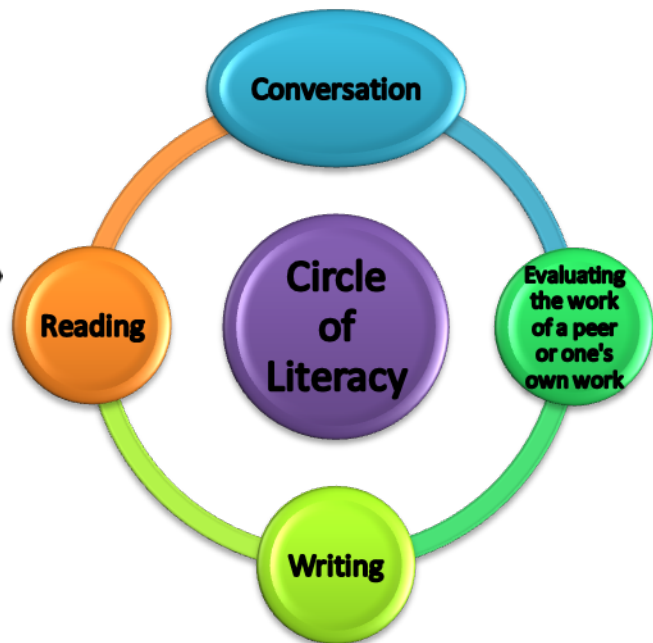 Conversation
Evaluating
the work
of a peer
or one's
own work
Circle
of
Literacy
Reading
Writing